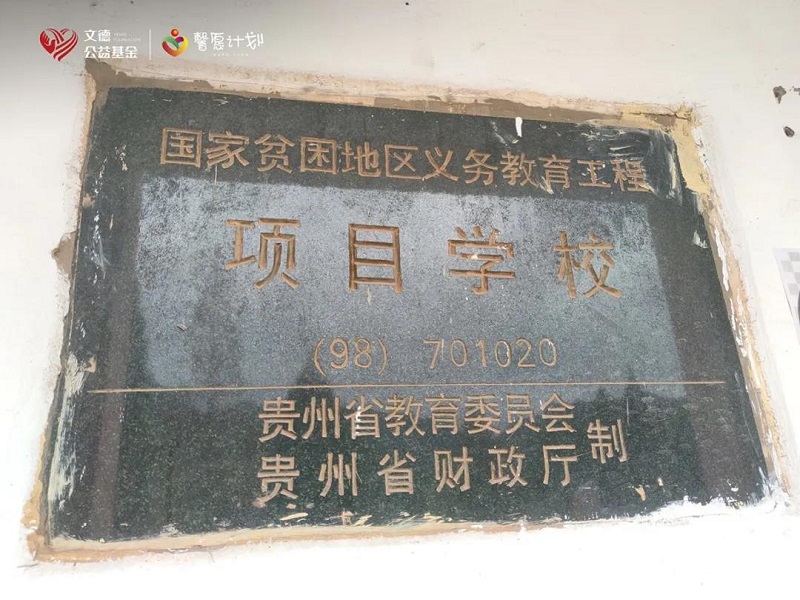 文德
公益基金
馨愿计划
国家贫困地区义务教育工程
项目学校
(98) 701020
贵州省教育委员会
贵州省财政厅
制